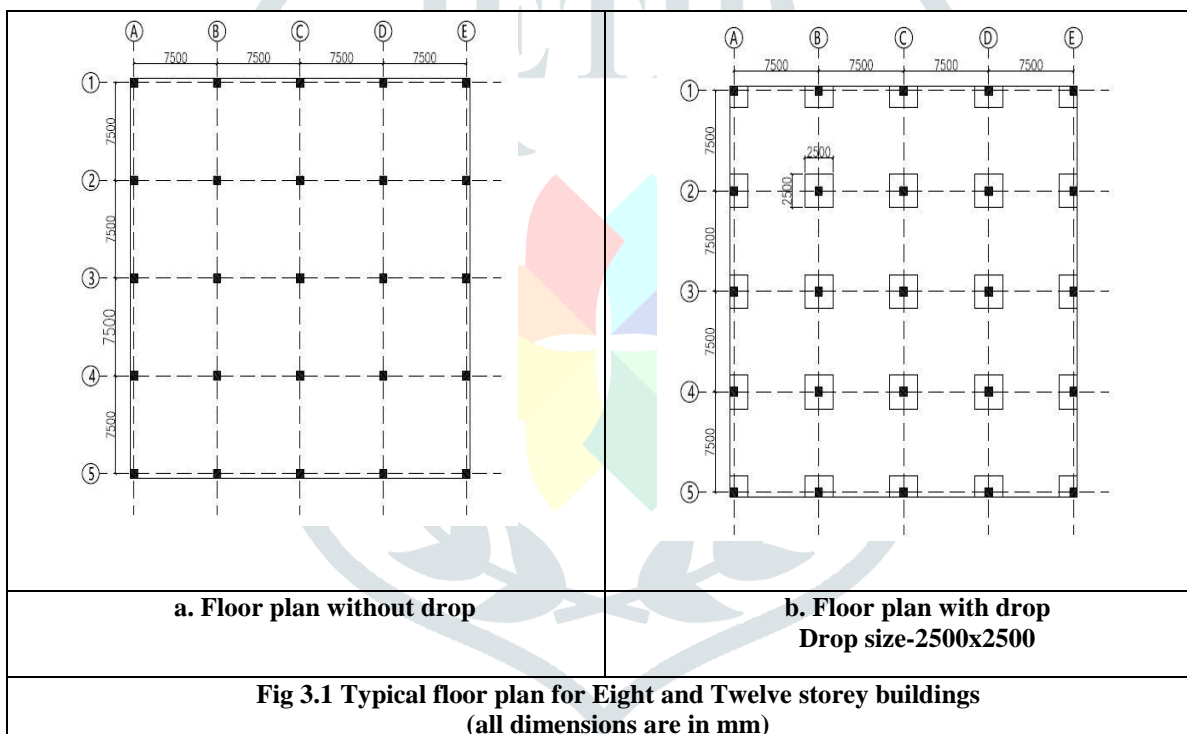 A B C D E
7500 7500 7500 7500
1
7500
2
7500
3
7500
4
7500
5
a. Floor plan without drop
A B C D E
7500 7500 7500 7500
1
7500
2500
2
2500
7500
3
7500
4
7500
5
b. Floor plan with drop
Drop size-2500x2500
Fig 3.1 Typical floor plan for Eight and Twelve storey buildings
(all dimensions are in mm)